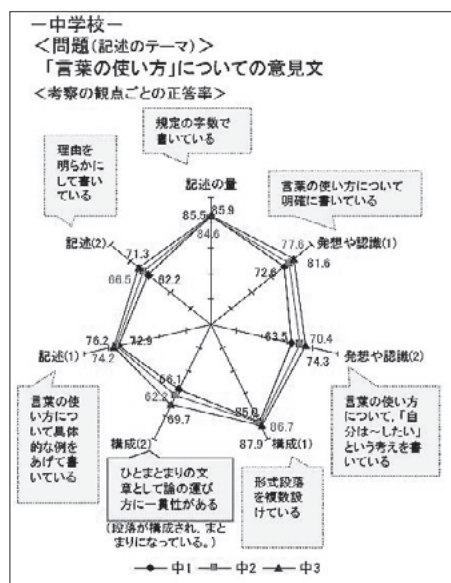 －中学校－
＜問題(記述のテーマ)＞
「言葉の使い方」についての意見文
＜考察の観点ごとの正答率＞
規定の字数で
書いている
理由を
明らかに
して書いて
いる
言葉の使い方について
明確に書いている
記述の量
85.5
85.9
84.6
記述(2)
71.3
66.5
62.2
発想や認識(1)
77.6
72.6
81.6
記述(1)
76.2
74.2
72.9
発想や認識(2)
63.5
70.4
74.3
構成(2)
56.1
62.2
69.7
構成(1)
85.0
86.7
87.9
言葉の使
い方につ
いて具体
的な例を
あげて書
いている
言葉の使い方
について、「自
分は～したい」
という考えを書
いている
ひとまとまりの文
章として論の運び
方に一貫性がある
(段落が構成され、まと
まりになっている。)
形式段落
を複数設
けている
中1
中2
中3